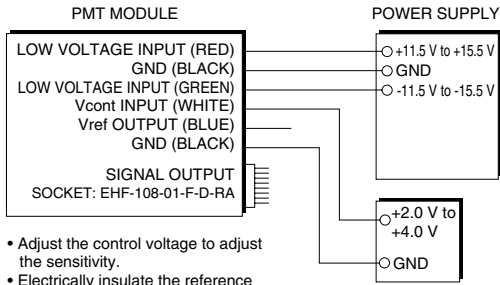 PMT MODULE
LOW VOLTAGE INPUT (RED)
GND (BLACK)
LOW VOLTAGE INPUT (GREEN)
Vcont INPUT (WHITE)
Vref OUTPUT (BLUE)
GND (BLACK)
SIGNAL OUTPUT
SOCKET: EHF-108-01-F-D-RA
POWER SUPPLY
+11.5 V to +15.5 V
GND
-11.5 V to -15.5 V
+2.0 V to
+4.0 V
GND
• Adjust the control voltage to adjust
the sensitivity.
• Electrically insulate the reference